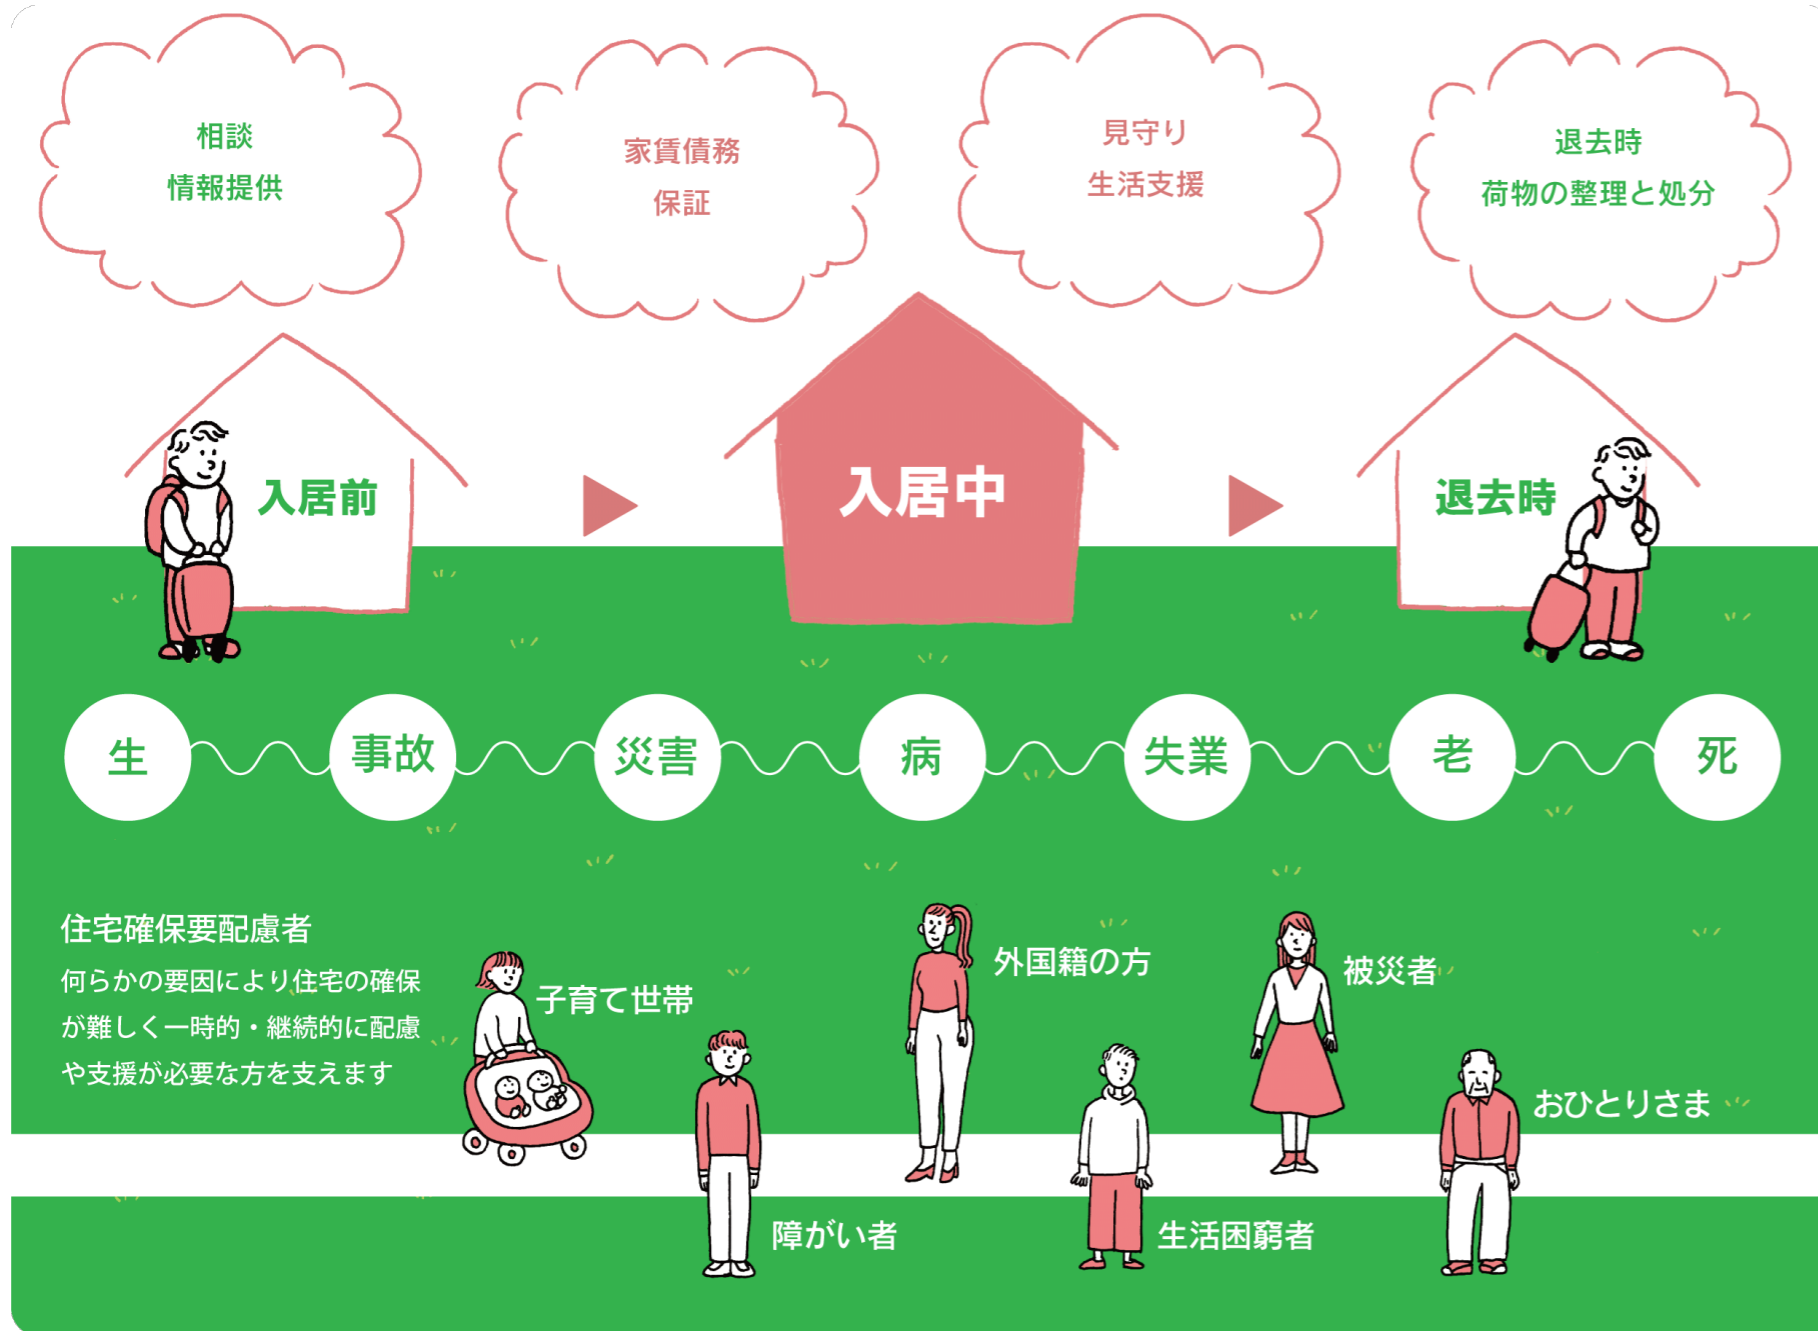 相談
情報提供
家賃債務
保証
見守り
生活支援
退去時
荷物の整理と処分
入居前
入居中
退去時
生
事故
災害
病
失業
老
死
住宅確保要配慮者
何らかの要因により住宅の確保
が難しく一時的・継続的に配慮
や支援が必要な方を支えます
子育て世帯
外国籍の方
被災者
おひとりさま
障がい者
生活困窮者